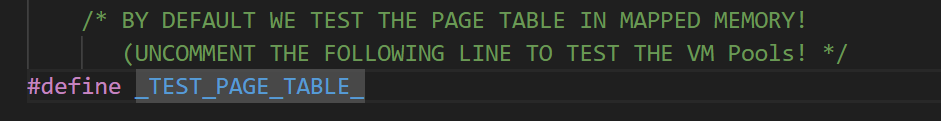 /* BY DEFAULT WE TEST THE PAGE TABLE IN MAPPED MEMORY!
(UNCOMMENT THE FOLLOWING LINE TO TEST THE VM Pools! */
#define _TEST_PAGE_TABLE_